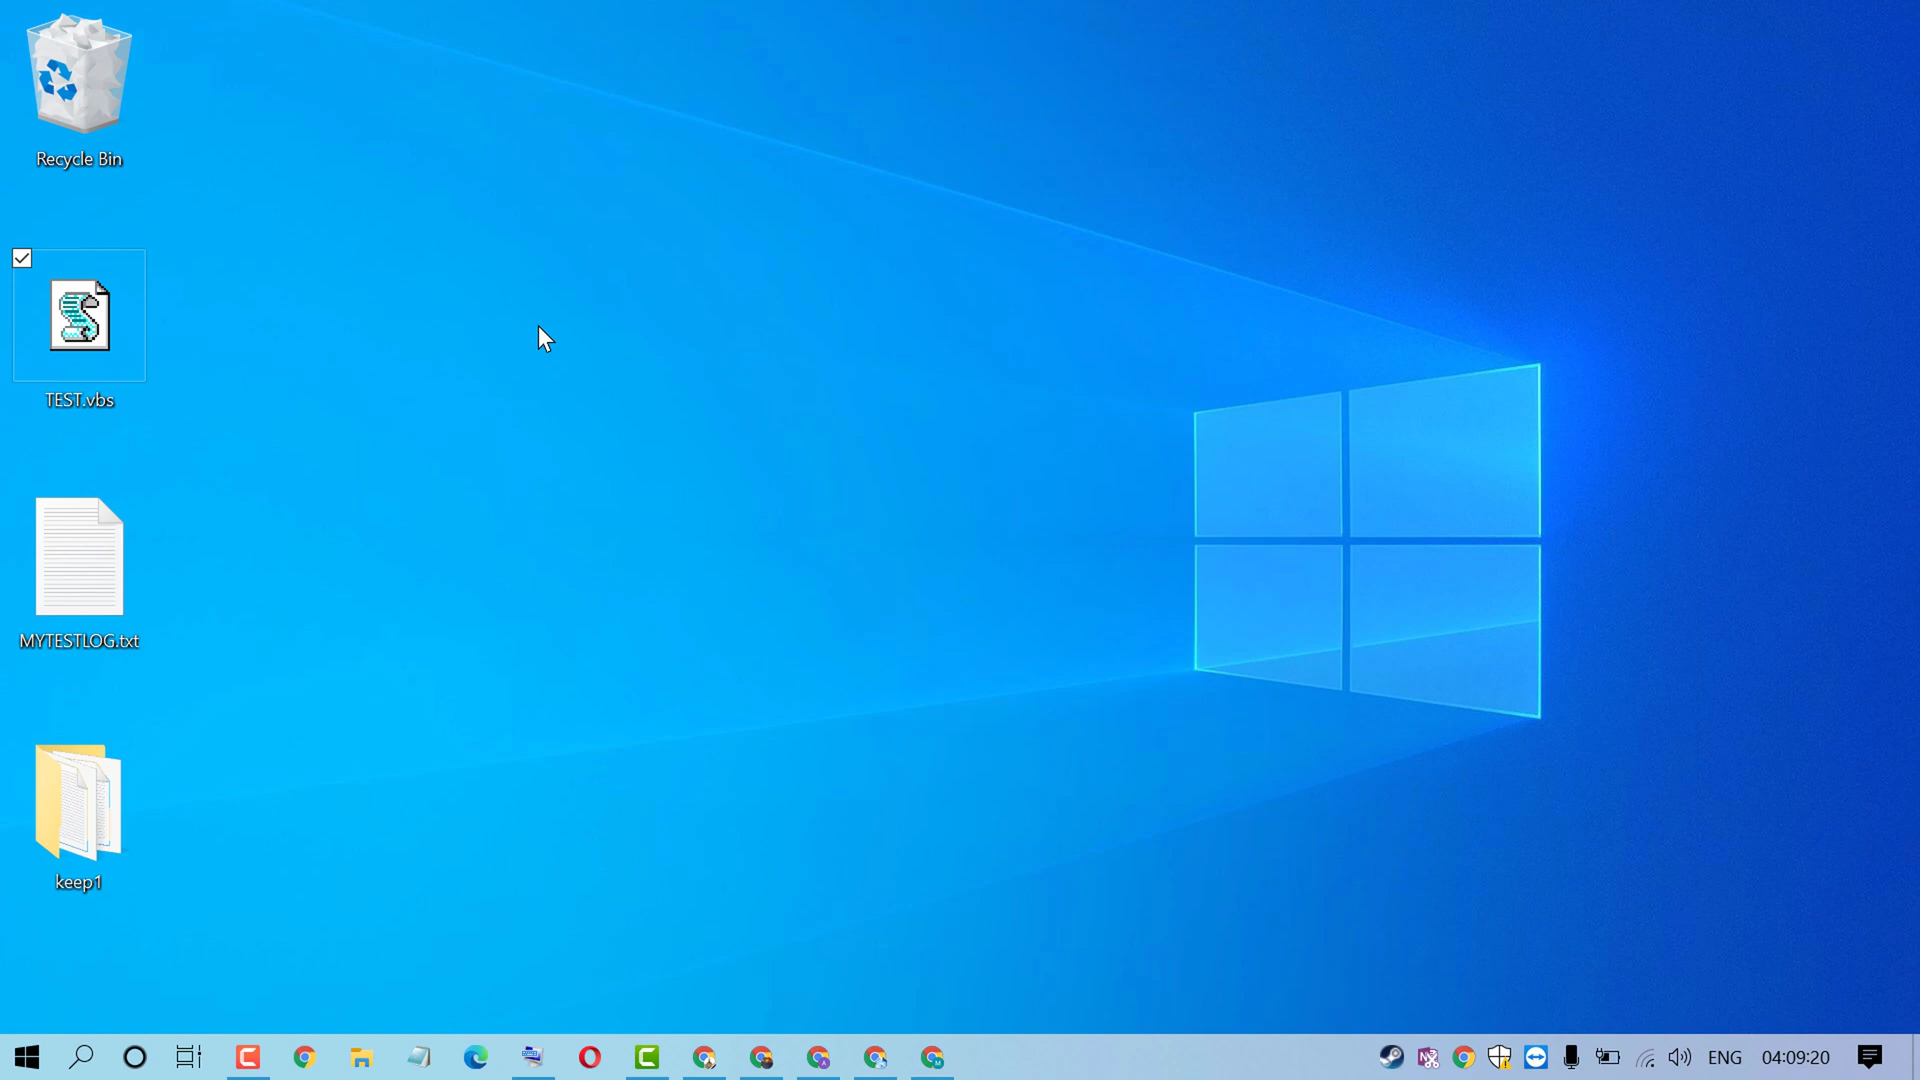 Recycle Bin
TEST.vbs
MYTESTLOG.txt
keep1
ENG
04:09:20